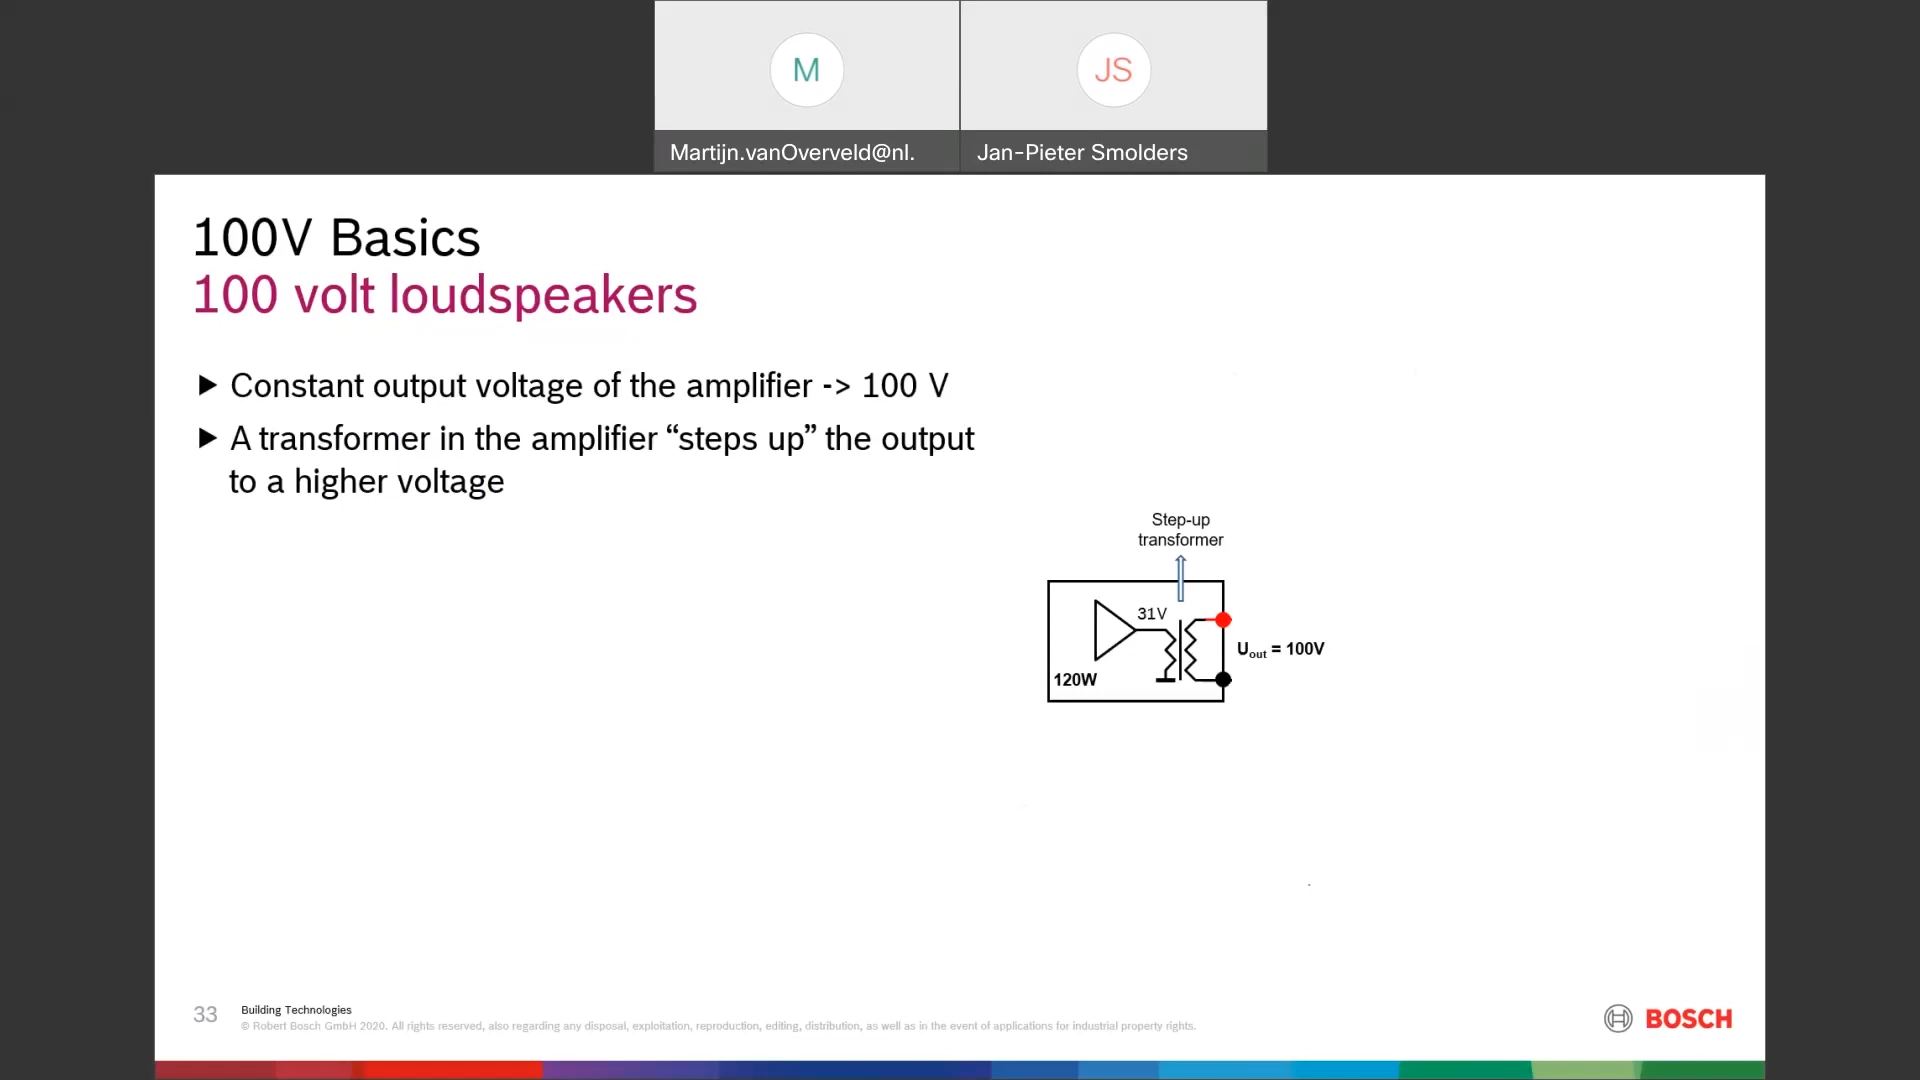 M
JS
Martijn.vanOverveld@nl.
Jan-Pieter Smolders
100V Basics
100 volt loudspeakers
▶ Constant output voltage of the amplifier -> 100 V
▶ A transformer in the amplifier “steps up” the output
to a higher voltage
Step-up
transformer
31V
Uout = 100V
120W
33
Building Technologies
© Robert Bosch GmbH 2020. All rights reserved, also regarding any disposal, exploitation, reproduction, editing, distribution, as well as in the event of applications for industrial property rights.
BOSCH